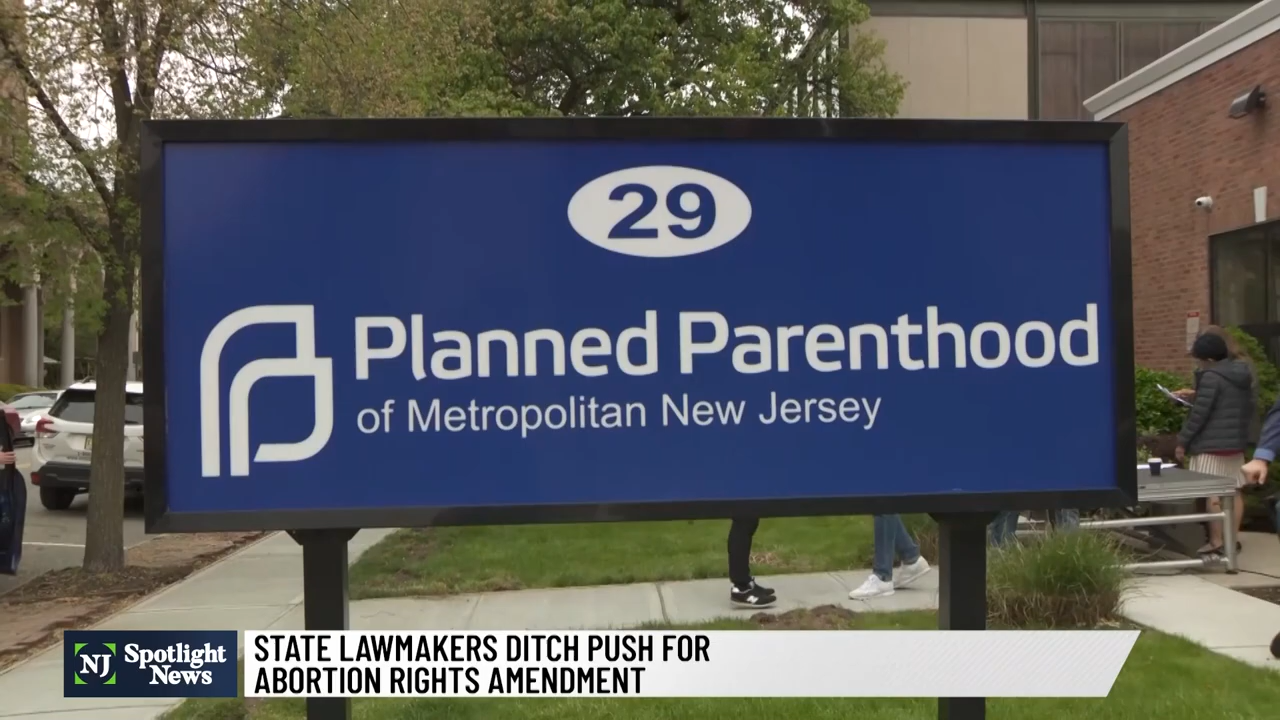 29
Planned Parenthood
of Metropolitan New Jersey
NJ Spotlight News
STATE LAWMAKERS DITCH PUSH FOR
ABORTION RIGHTS AMENDMENT